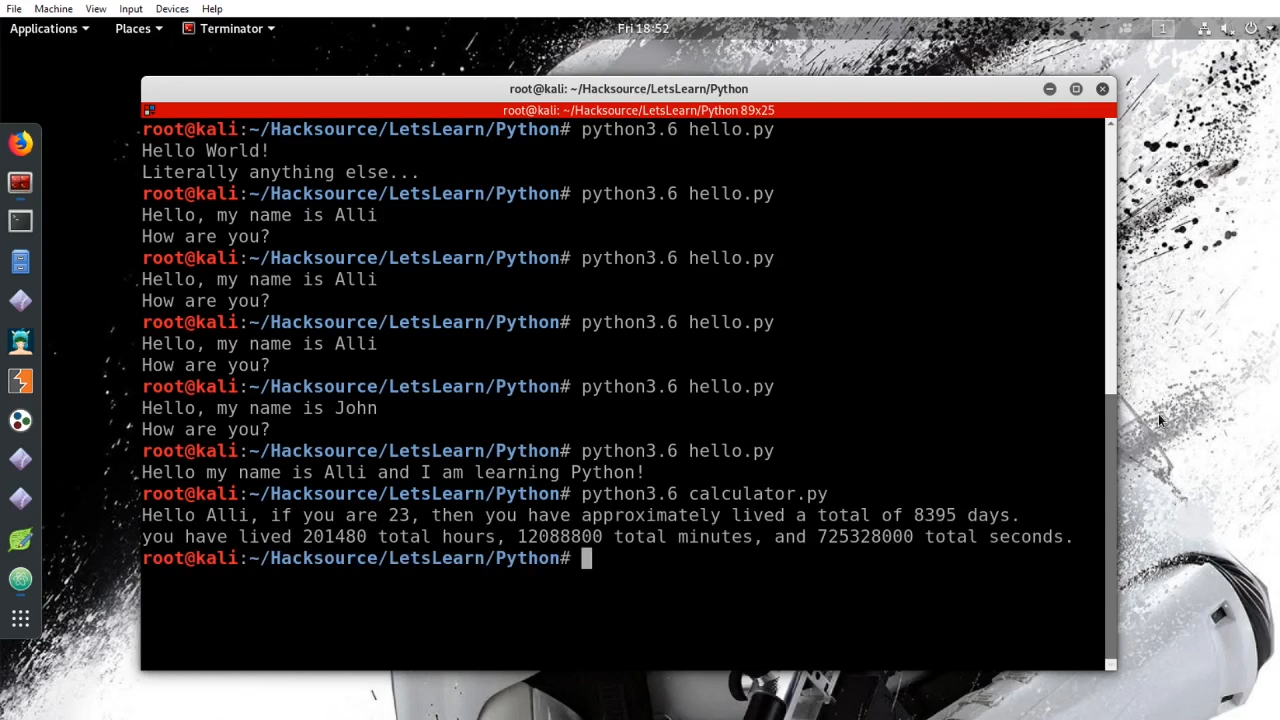 File Machine View Input Devices Help
Applications Places Terminator Fri 18:52 1
root@kali: ~/Hacksource/LetsLearn/Python
root@kali: ~/Hacksource/LetsLearn/Python 89x25
root@kali:~/Hacksource/LetsLearn/Python# python3.6 hello.py
Hello World!
Literally anything else...
root@kali:~/Hacksource/LetsLearn/Python# python3.6 hello.py
Hello, my name is Alli
How are you?
root@kali:~/Hacksource/LetsLearn/Python# python3.6 hello.py
Hello, my name is Alli
How are you?
root@kali:~/Hacksource/LetsLearn/Python# python3.6 hello.py
Hello, my name is Alli
How are you?
root@kali:~/Hacksource/LetsLearn/Python# python3.6 hello.py
Hello, my name is John
How are you?
root@kali:~/Hacksource/LetsLearn/Python# python3.6 hello.py
Hello my name is Alli and I am learning Python!
root@kali:~/Hacksource/LetsLearn/Python# python3.6 calculator.py
Hello Alli, if you are 23, then you have approximately lived a total of 8395 days.
you have lived 201480 total hours, 12088800 total minutes, and 725328000 total seconds.
root@kali:~/Hacksource/LetsLearn/Python#